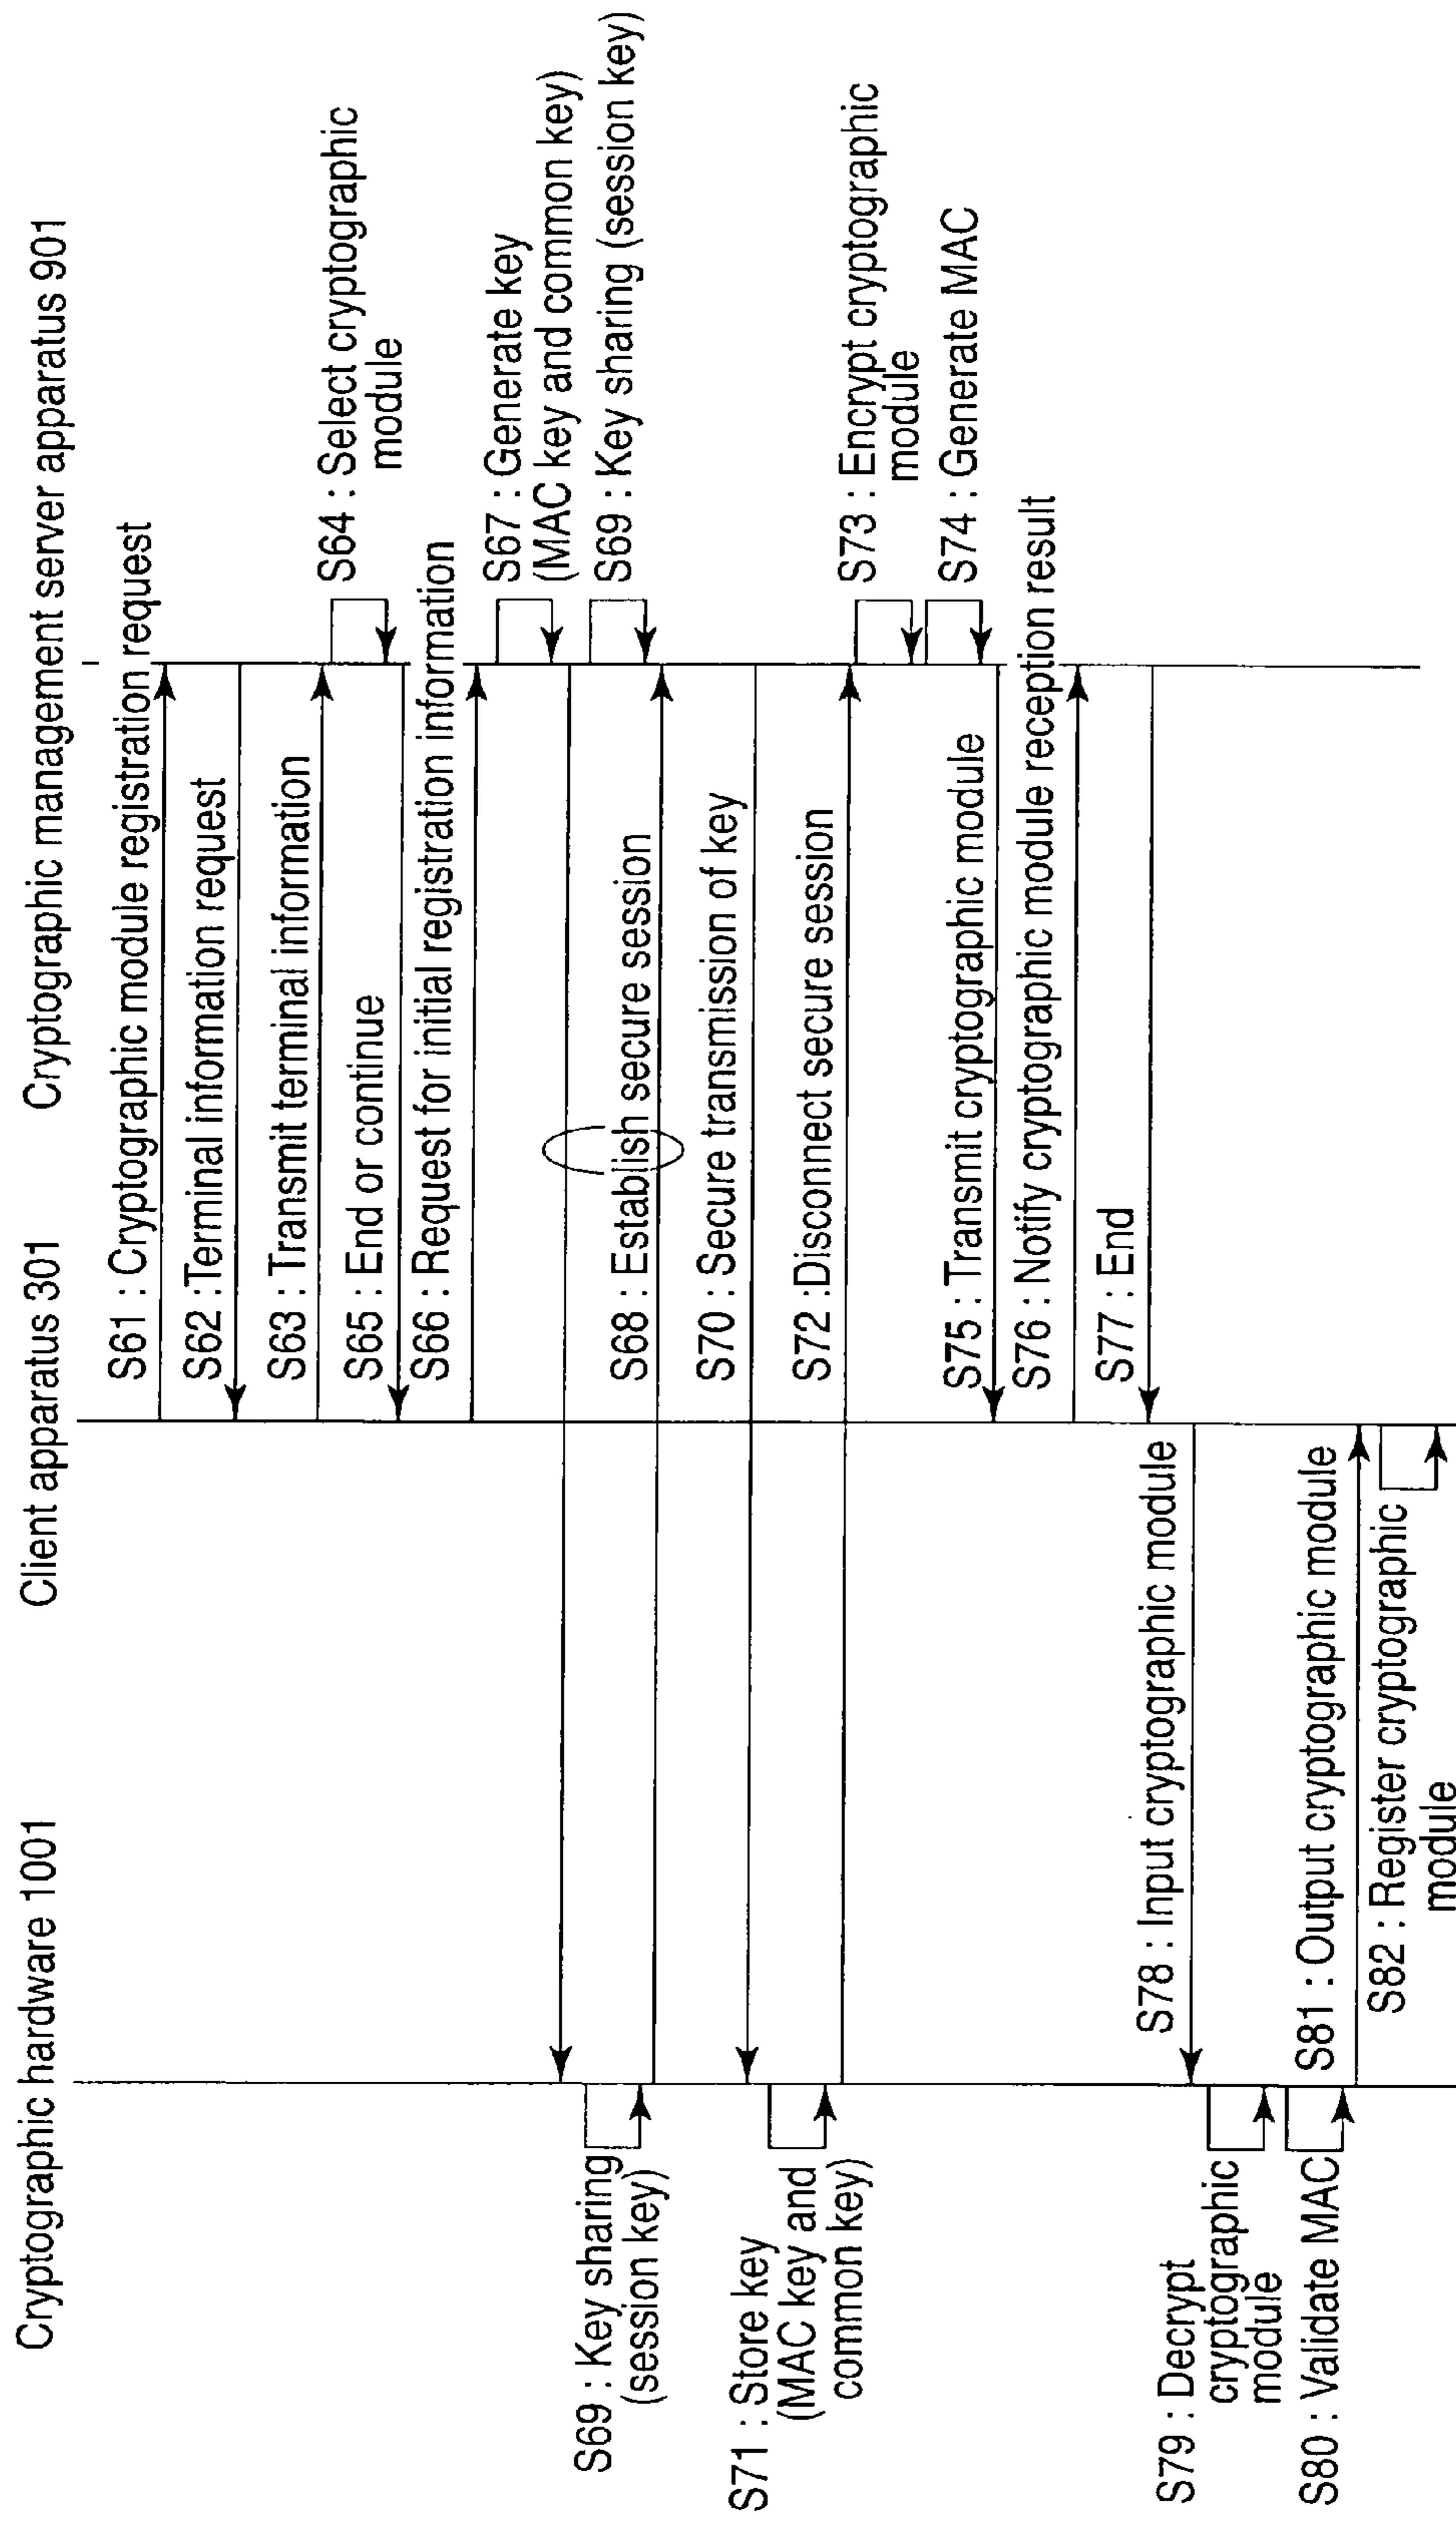 Cryptographic hardware 1001
Client apparatus 301
Cryptographic management server apparatus 901
S61 : Cryptographic module registration request
S62 :Terminal information request
S63 : Transmit terminal information
S64 : Select cryptographic
module
S65 : End or continue
S66 : Request for initial registration information
S67 : Generate key
(MAC key and common key)
S68 : Establish secure session
S69 : Key sharing
(session key)
S69 : Key sharing (session key)
S70 : Secure transmission of key
S71 : Store key
(MAC key and
common key)
S72 :Disconnect secure session
S73 : Encrypt cryptographic
module
S74 : Generate MAC
S75 : Transmit cryptographic module
S76 : Notify cryptographic module reception result
S77 : End
S78 : Input cryptographic module
S79 : Decrypt
cryptographic
module
S80 : Validate MAC
S81 : Output cryptographic module
S82 : Register cryptographic
module